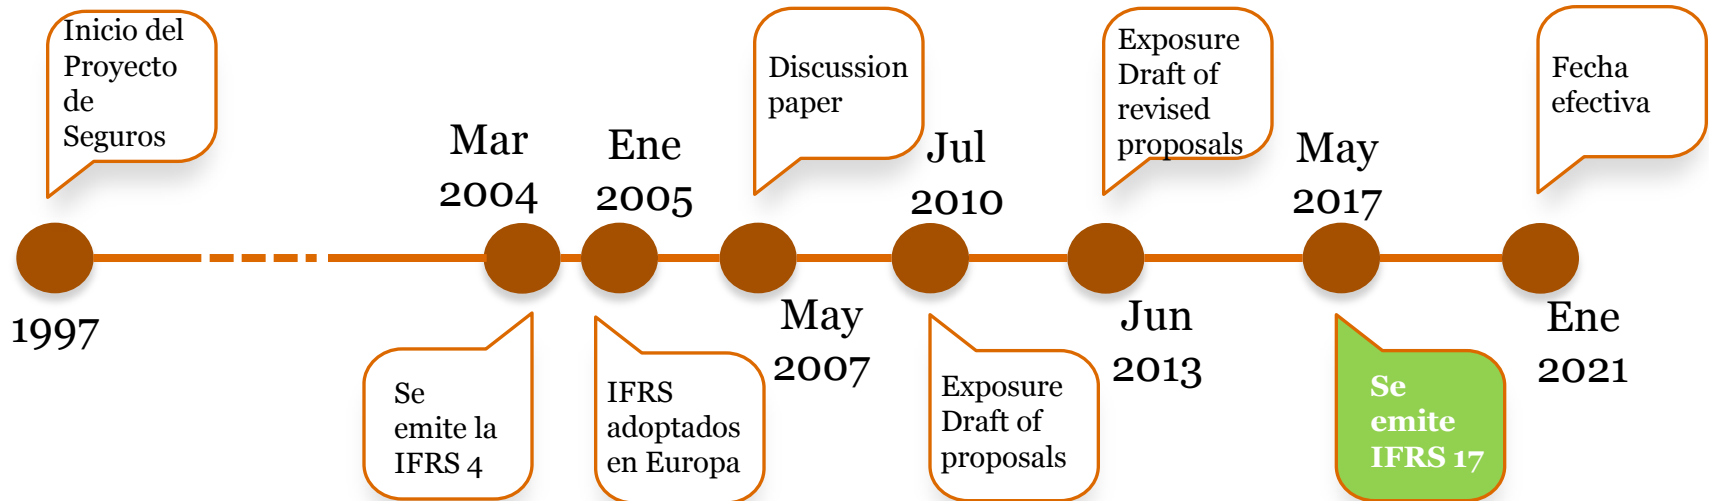 Inicio del
Proyecto
de
Seguros
1997
Mar
2004
Se
emite la
IFRS 4
Ene
2005
IFRS
adoptados
en Europa
Discussion
paper
May
2007
Jul
2010
Exposure
Draft of
proposals
Exposure
Draft of
revised
proposals
Jun
2013
May
2017
Se
emite
IFRS 17
Fecha
efectiva
Ene
2021